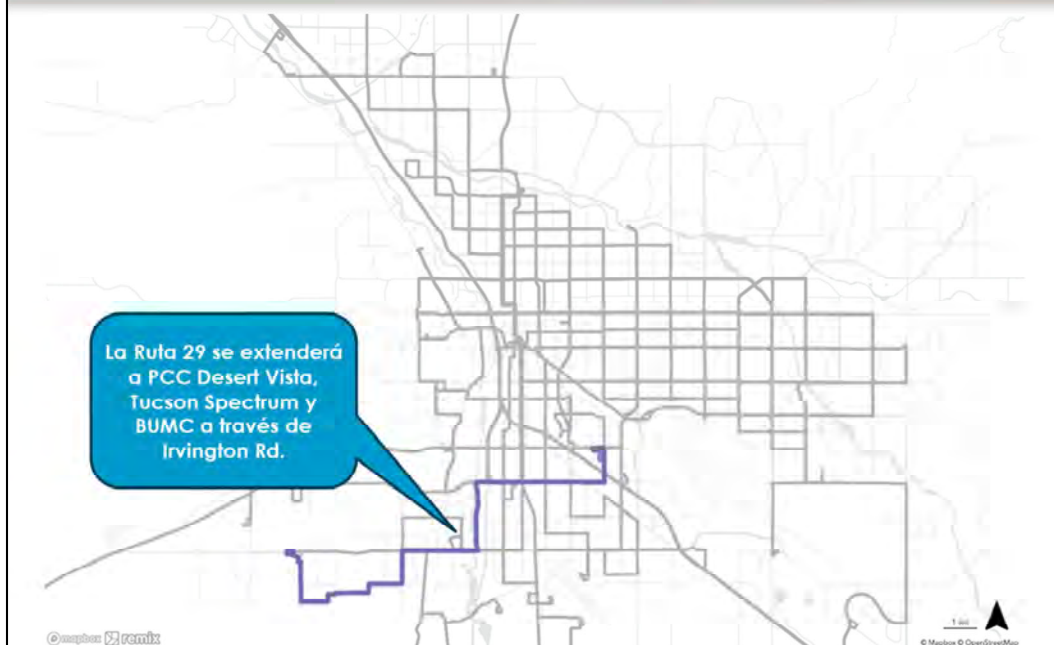 La Ruta 29 se extenderá
a PCC Desert Vista,
Tucson Spectrum y
BUMC a través de
Irvington Rd.
1 mi
mapbox remix
© Mapbox © OpenStreetMap